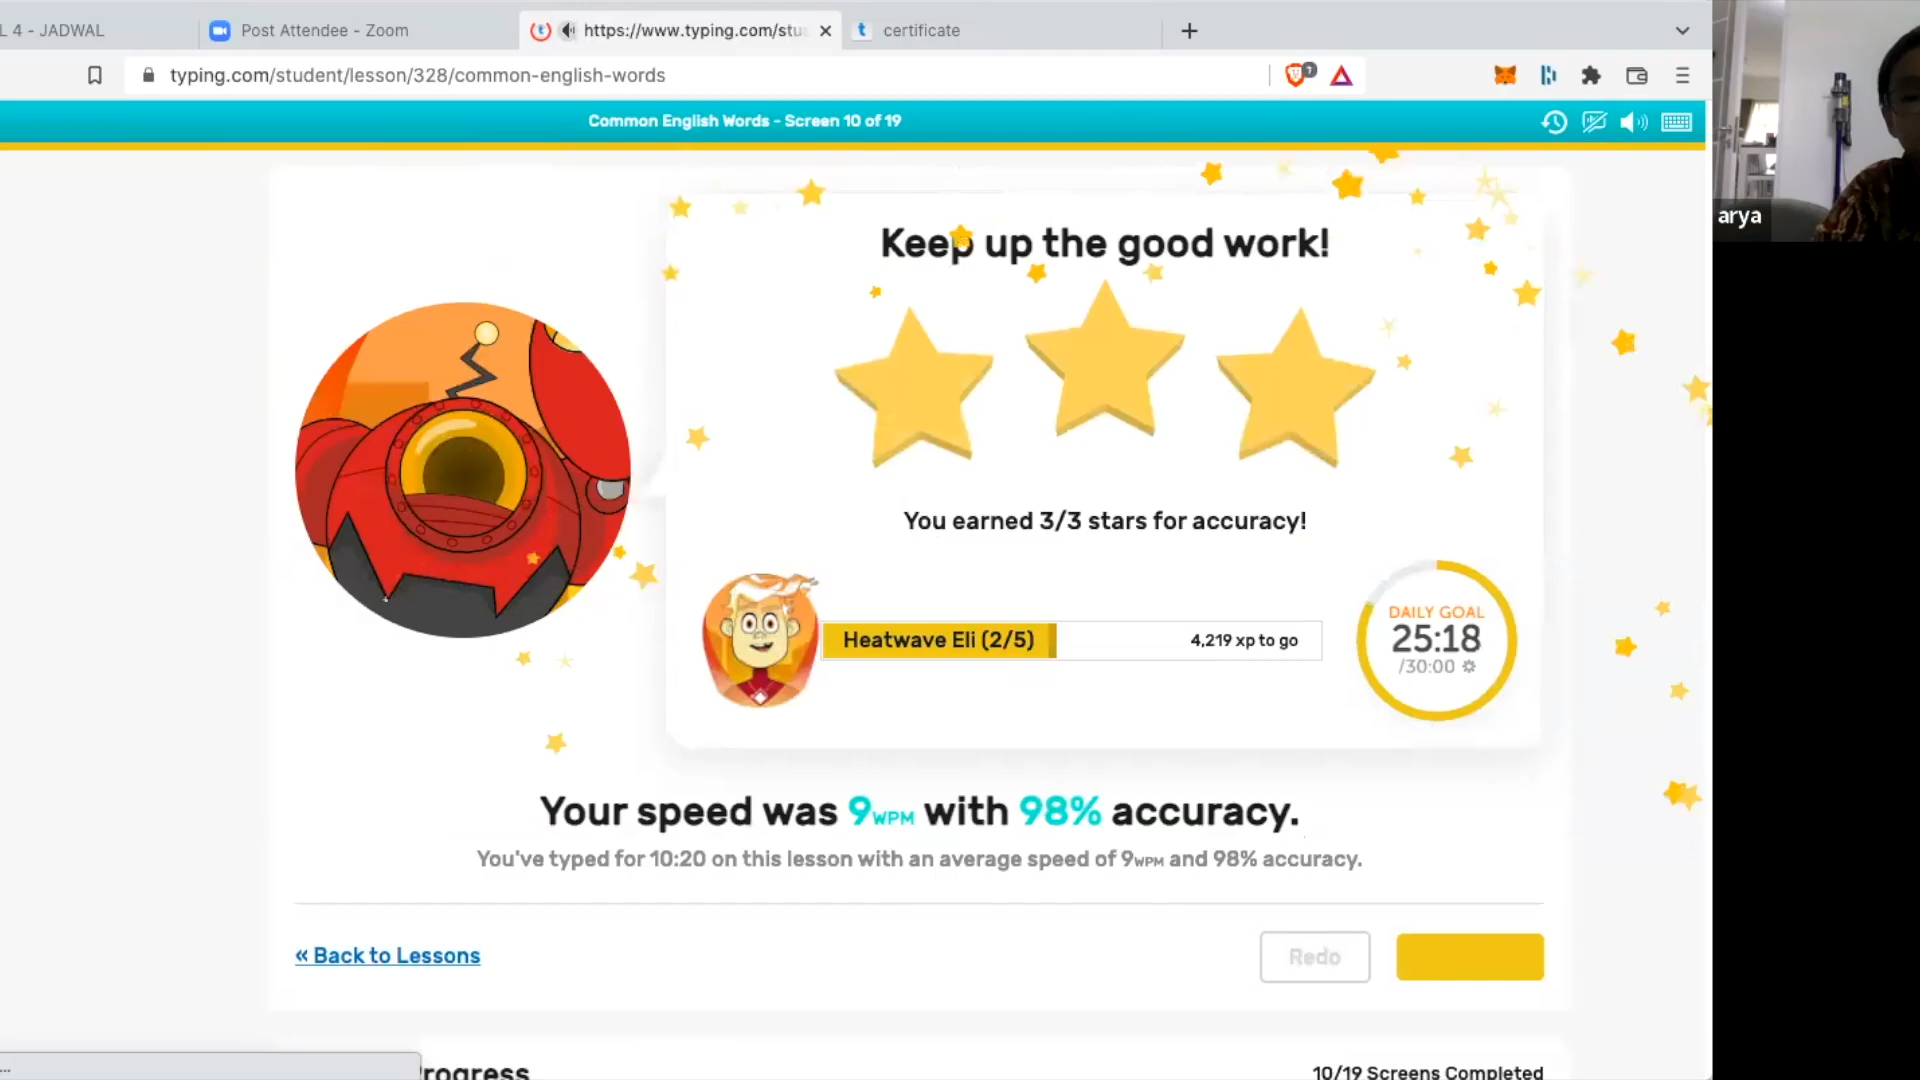 L 4 - JADWAL
Post Attendee - Zoom
https://www.typing.com/stu
certificate
typing.com/student/lesson/328/common-english-words
Common English Words - Screen 10 of 19
arya
Keep up the good work!
You earned 3/3 stars for accuracy!
Heatwave Eli (2/5)
4,219 xp to go
DAILY GOAL
25:18
/30:00
Your speed was 9WPM with 98% accuracy.
You've typed for 10:20 on this lesson with an average speed of 9WPM and 98% accuracy.
« Back to Lessons
Redo
...
rogress
10/19 Screens Completed